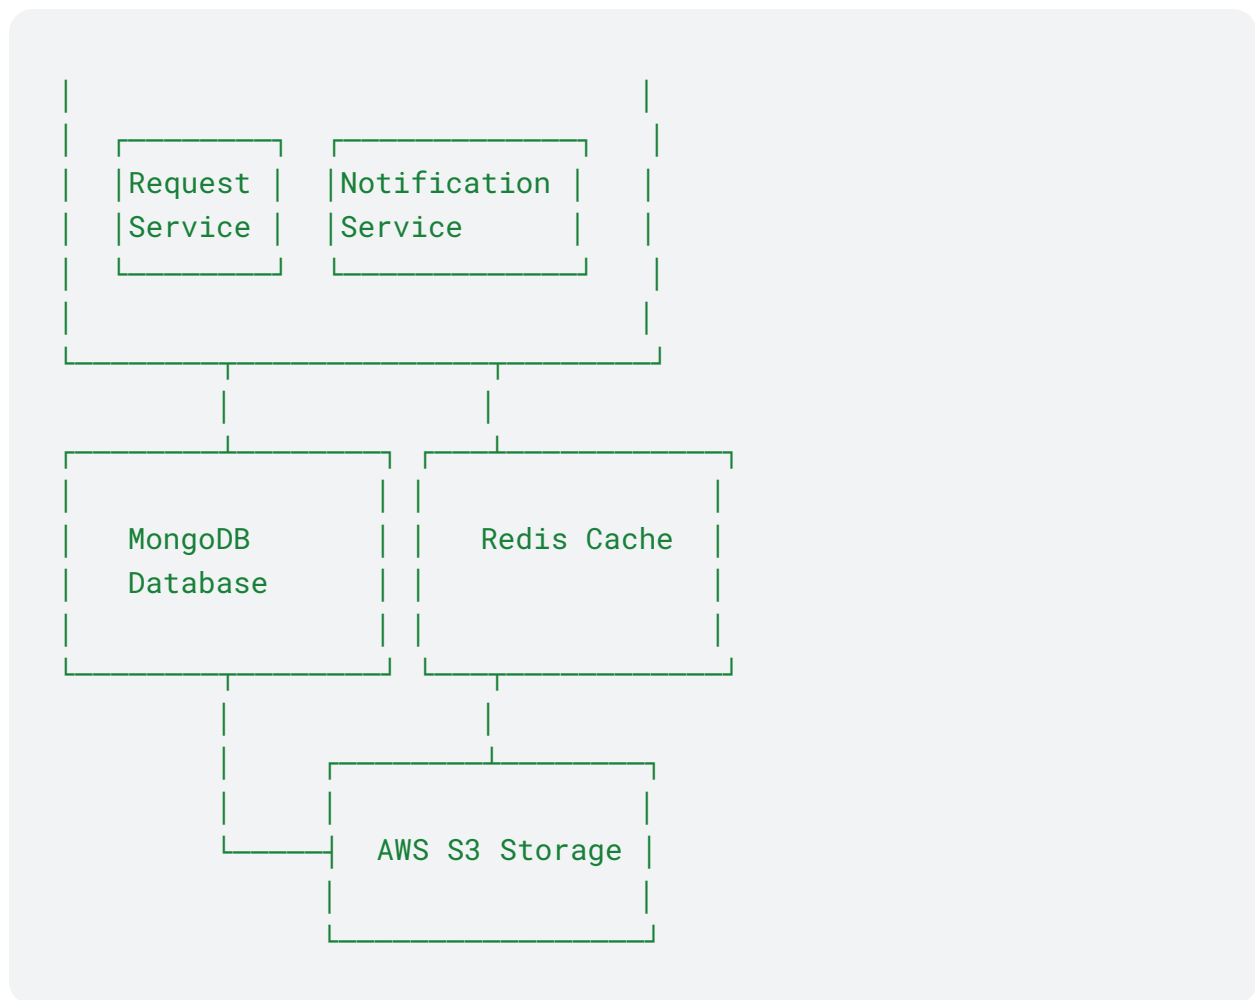 Request Notification
Service Service
MongoDB Redis Cache
Database
AWS S3 Storage